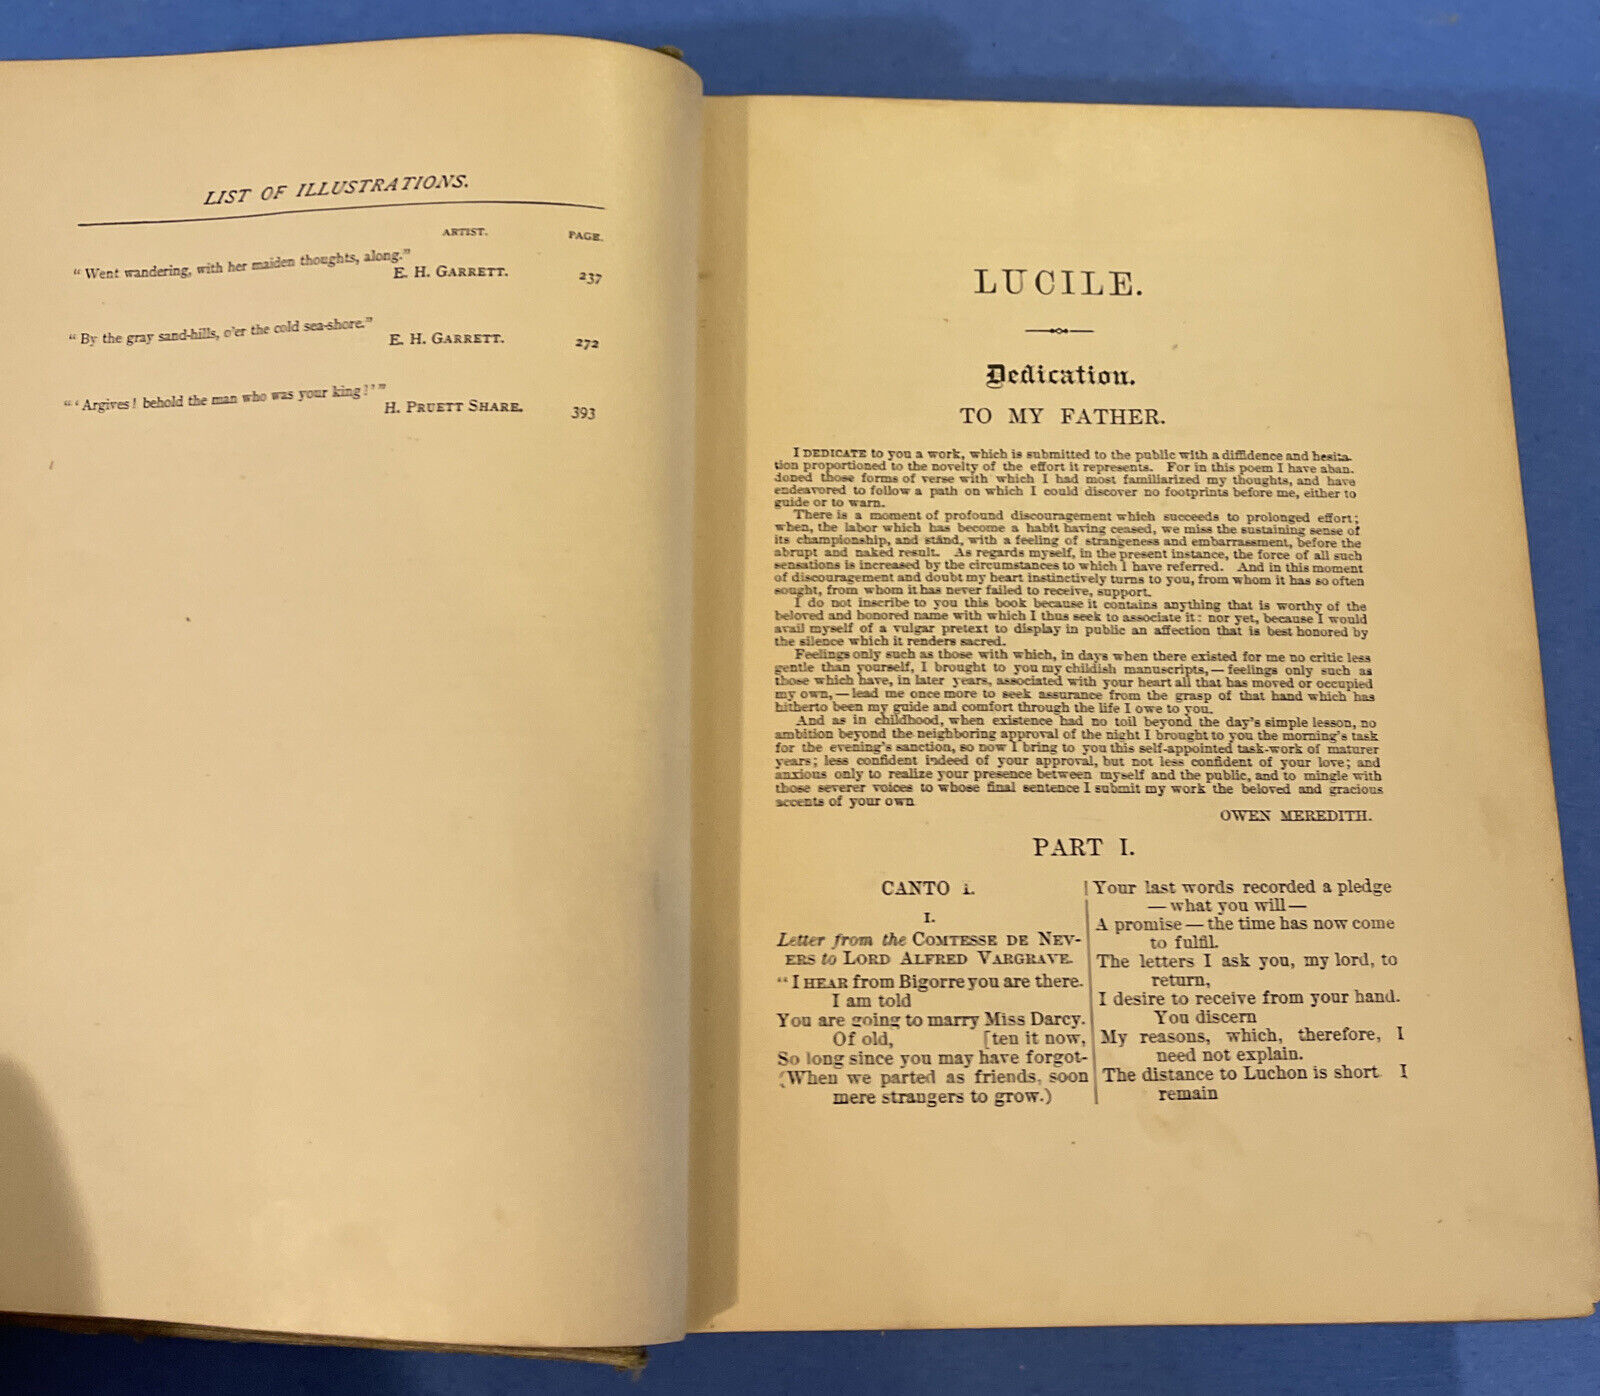 LIST OF ILLUSTRATIONS.
ARTIST. PAGE.
"Went wandering, with her maiden thoughts, along."
E. H. GARRETT. 237
"By the gray sand-hills, o'er the cold sea-shore."
E. H. GARRETT. 272
"'Argives! behold the man who was your king!'"
H. PRUETT SHARE. 393
LUCILE.
Dedication.
TO MY FATHER.
I DEDICATE to you a work, which is submitted to the public with a diffidence and hesita-
tion proportioned to the novelty of the effort it represents. For in this poem I have aban-
doned those forms of verse with which I had most familiarized my thoughts, and have
endeavored to follow a path on which I could discover no footprints before me, either to
guide or to warn.
There is a moment of profound discouragement which succeeds to prolonged effort;
when, the labor which has become a habit having ceased, we miss the sustaining sense of
its championship, and stand, with a feeling of strangeness and embarrassment, before the
abrupt and naked result. As regards myself, in the present instance, the force of all such
sensations is increased by the circumstances to which I have referred. And in this moment
of discouragement and doubt my heart instinctively turns to you, from whom it has so often
sought, from whom it has never failed to receive, support.
I do not inscribe to you this book because it contains anything that is worthy of the
beloved and honored name with which I thus seek to associate it: nor yet, because I would
avail myself of a vulgar pretext to display in public an affection that is best honored by
the silence which it renders sacred.
Feelings only such as those with which, in days when there existed for me no critic less
gentle than yourself, I brought to you my childish manuscripts,—feelings only such as
those which have, in later years, associated with your heart all that has moved or occupied
my own,—lead me once more to seek assurance from the grasp of that hand which has
hitherto been my guide and comfort through the life I owe to you.
And as in childhood, when existence had no toil beyond the day's simple lesson, no
ambition beyond the neighboring approval of the night I brought to you the morning's task
for the evening's sanction, so now I bring to you this self-appointed task-work of maturer
years; less confident indeed of your approval, but not less confident of your love; and
anxious only to realize your presence between myself and the public, and to mingle with
those severer voices to whose final sentence I submit my work the beloved and gracious
accents of your own
OWEN MEREDITH.
PART I.
CANTO I.
I.
Letter from the COMTESSE DE NEV-
ERS to LORD ALFRED VARGRAVE.
"I HEAR from Bigorre you are there.
I am told
You are going to marry Miss Darcy.
Of old, [ten it now,
So long since you may have forgot-
(When we parted as friends, soon
mere strangers to grow.)
Your last words recorded a pledge
—what you will—
A promise—the time has now come
to fulfil.
The letters I ask you, my lord, to
return,
I desire to receive from your hand.
You discern
My reasons, which, therefore, I
need not explain.
The distance to Luchon is short. I
remain